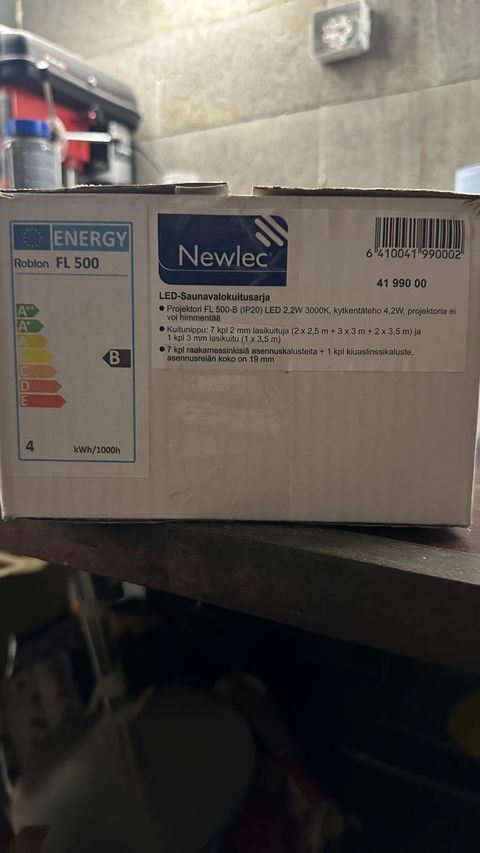 ENERGY
Roblon FL 500
A++
A+
A
B
C
D
E
B
4 kWh/1000h
Newlec
6 410041 990002
41 990 00
LED-Saunavalokuitusarja
● Projektori FL 500-B (IP20) LED 2,2W 3000K, kytkentäteho 4,2W, projektoria ei
voi himmentää
● Kuitunippu: 7 kpl 2 mm lasikuituja (2 x 2,5 m + 3 x 3 m + 2 x 3,5 m) ja
1 kpl 3 mm lasikuitu (1 x 3,5 m)
● 7 kpl raakamessinkisiä asennuskalusteita + 1 kpl kiuaslinssikaluste,
asennusreiän koko on 19 mm